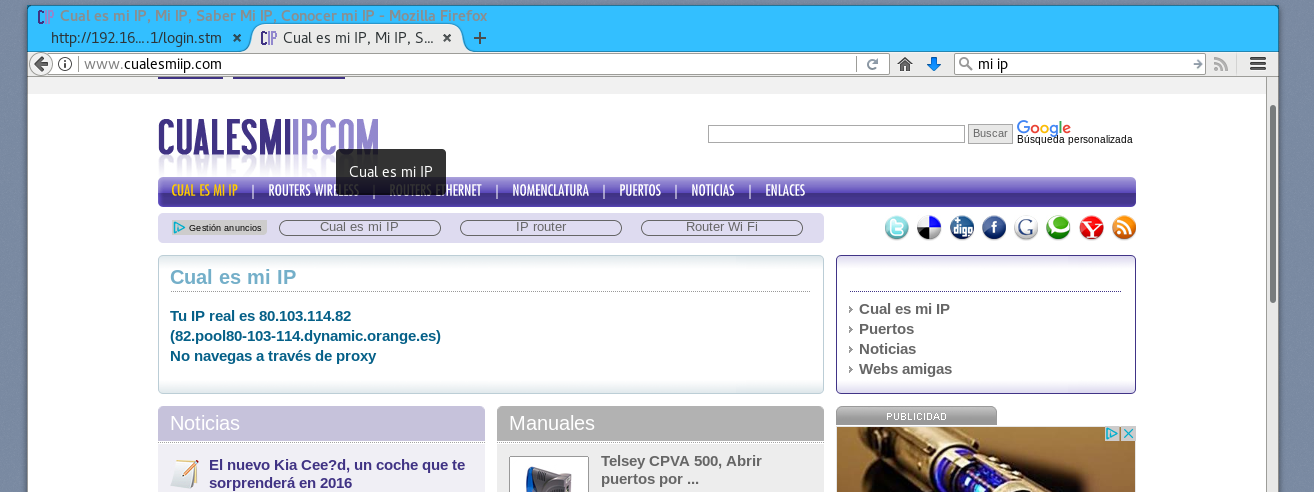 Cual es mi IP, Mi IP, Saber Mi IP, Conocer mi IP - Mozilla Firefox
http://192.16....1/login.stm
CIP Cual es mi IP, Mi IP, S...
www.cualesmiip.com
mi ip
CUALESMIIP.COM
Buscar
Google
Búsqueda personalizada
Cual es mi IP
CUAL ES MI IP | ROUTERS WIRELESS | ROUTERS ETHERNET | NOMENCLATURA | PUERTOS | NOTICIAS | ENLACES
Gestión anuncios
Cual es mi IP
IP router
Router Wi Fi
digg
Cual es mi IP
Tu IP real es 80.103.114.82
(82.pool80-103-114.dynamic.orange.es)
No navegas a través de proxy
Cual es mi IP
Puertos
Noticias
Webs amigas
Noticias
El nuevo Kia Cee?d, un coche que te
sorprenderá en 2016
Manuales
Telsey CPVA 500, Abrir
puertos por ...
PUBLICIDAD